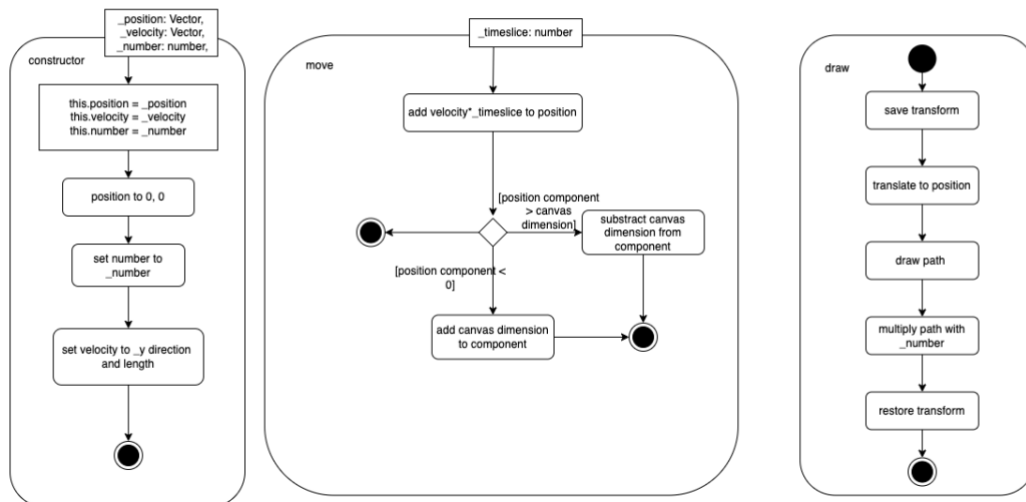 _position: Vector,
_velocity: Vector,
_number: number,
constructor
this.position = _position
this.velocity = _velocity
this.number = _number
position to 0, 0
set number to
_number
set velocity to _y direction
and length
_timeslice: number
move
add velocity*_timeslice to position
[position component
> canvas
dimension]
substract canvas
dimension from
component
[position component <
0]
add canvas dimension
to component
draw
save transform
translate to position
draw path
multiply path with
_number
restore transform